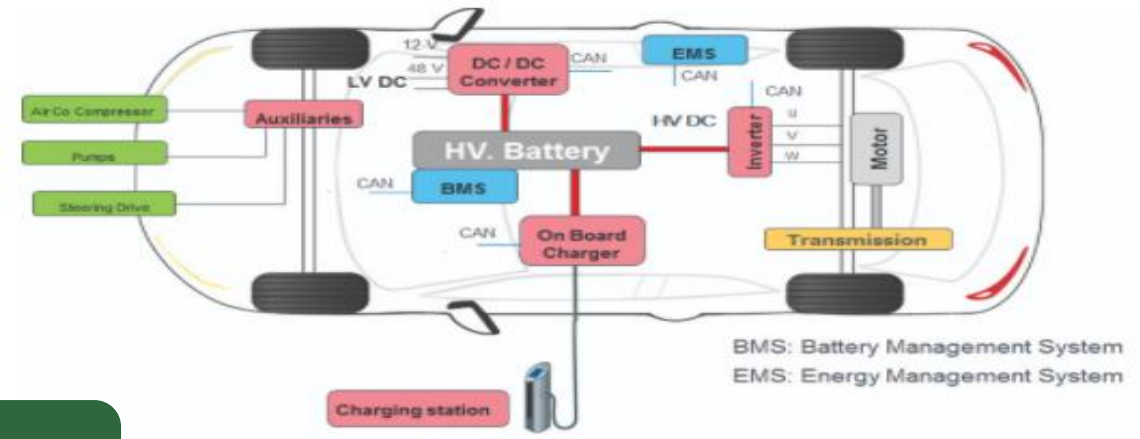 12 V
48 V
LV DC
DC / DC
Converter
CAN
EMS
CAN
Air Co Compressor
Auxiliaries
Pumps
Steering Drive
HV. Battery
HV DC
CAN
Inverter
U
V
W
Motor
CAN
BMS
CAN
On Board
Charger
Transmission
BMS: Battery Management System
EMS: Energy Management System
Charging station